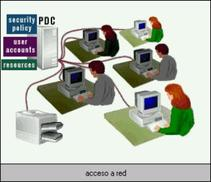 security
policy
PDC
user
accounts
resources
acceso a red